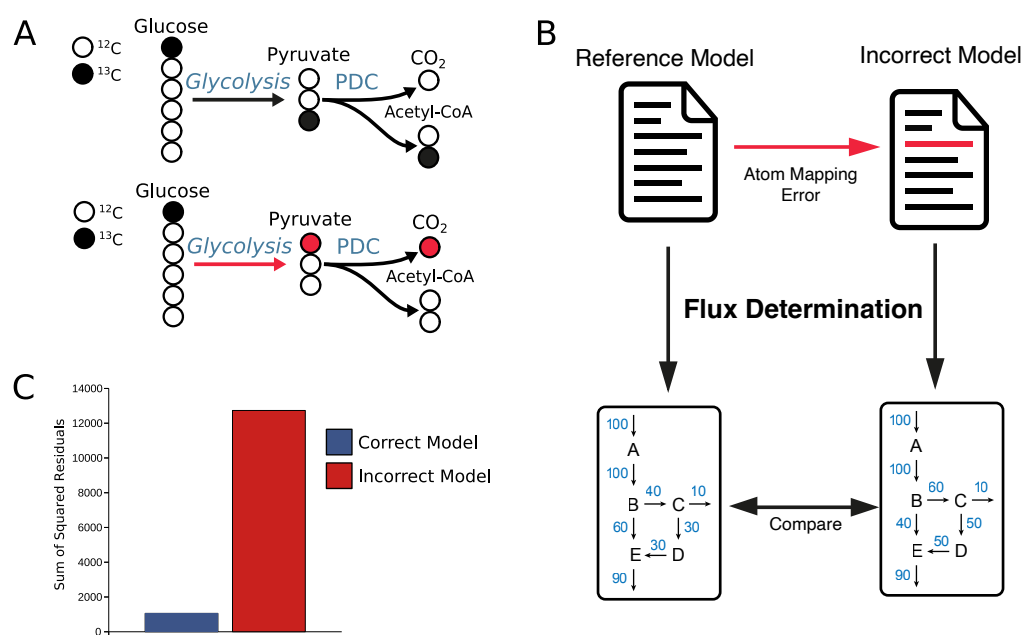 A
Glucose
¹²C
¹³C
Glycolysis
Pyruvate
PDC
CO₂
Acetyl-CoA
Glucose
¹²C
¹³C
Glycolysis
Pyruvate
PDC
CO₂
Acetyl-CoA
B
Reference Model
Incorrect Model
Atom Mapping
Error
Flux Determination
100
A
100
B 40 C 10
60 30
E 30 D
90
Compare
100
A
100
B 60 C 10
40 50
E 50 D
90
C
Sum of Squared Residuals
14000
12000
10000
8000
6000
4000
2000
0
Correct Model
Incorrect Model